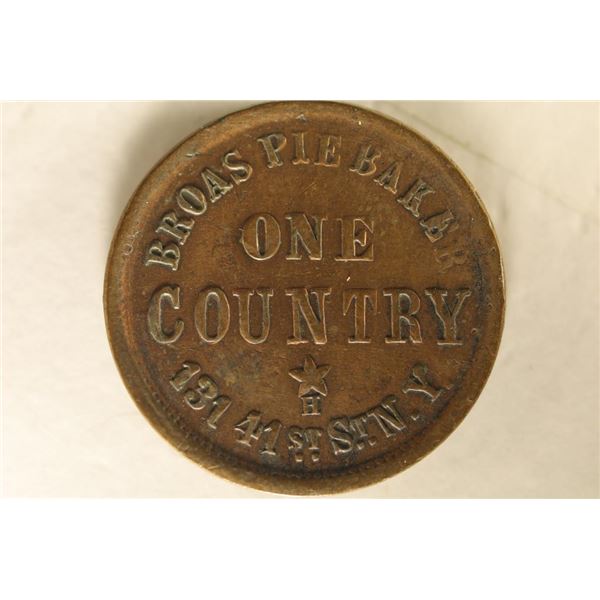 BROAS PIE BAKER
ONE
COUNTRY
H
131 41ST ST. N.Y.